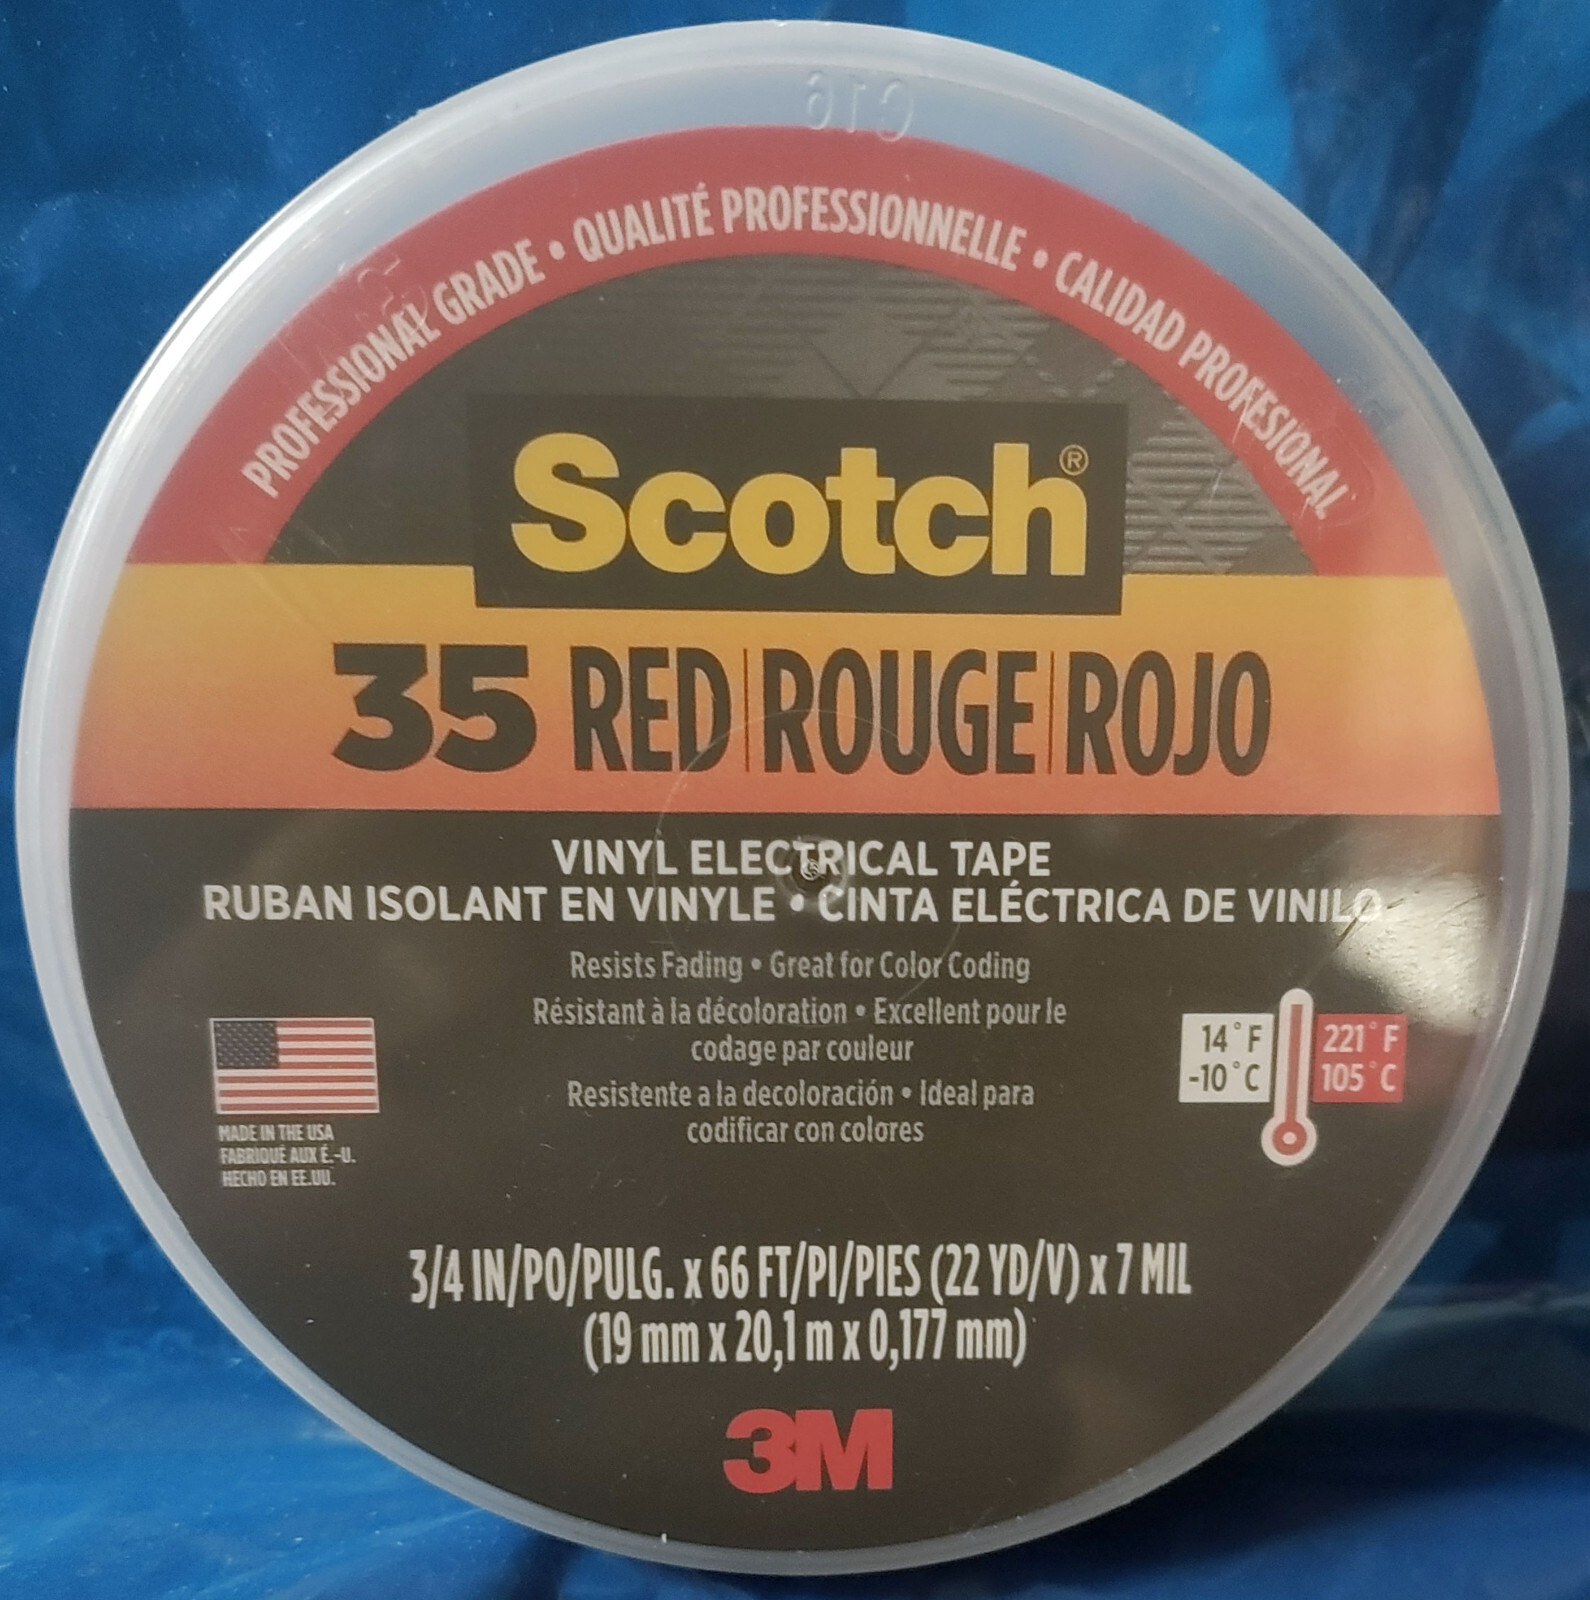 PROFESSIONAL GRADE • QUALITÉ PROFESSIONNELLE • CALIDAD PROFESIONAL
Scotch®
35 RED|ROUGE|ROJO
VINYL ELECTRICAL TAPE
RUBAN ISOLANT EN VINYLE • CINTA ELÉCTRICA DE VINILO
Resists Fading • Great for Color Coding
Résistant à la décoloration • Excellent pour le
codage par couleur
Resistente a la decoloración • Ideal para
codificar con colores
MADE IN THE USA
FABRIQUÉ AUX É.-U.
HECHO EN EE.UU.
14°F
-10°C
221°F
105°C
3/4 IN/PO/PULG. x 66 FT/PI/PIES (22 YD/V) x 7 MIL
(19 mm x 20,1 m x 0,177 mm)
3M